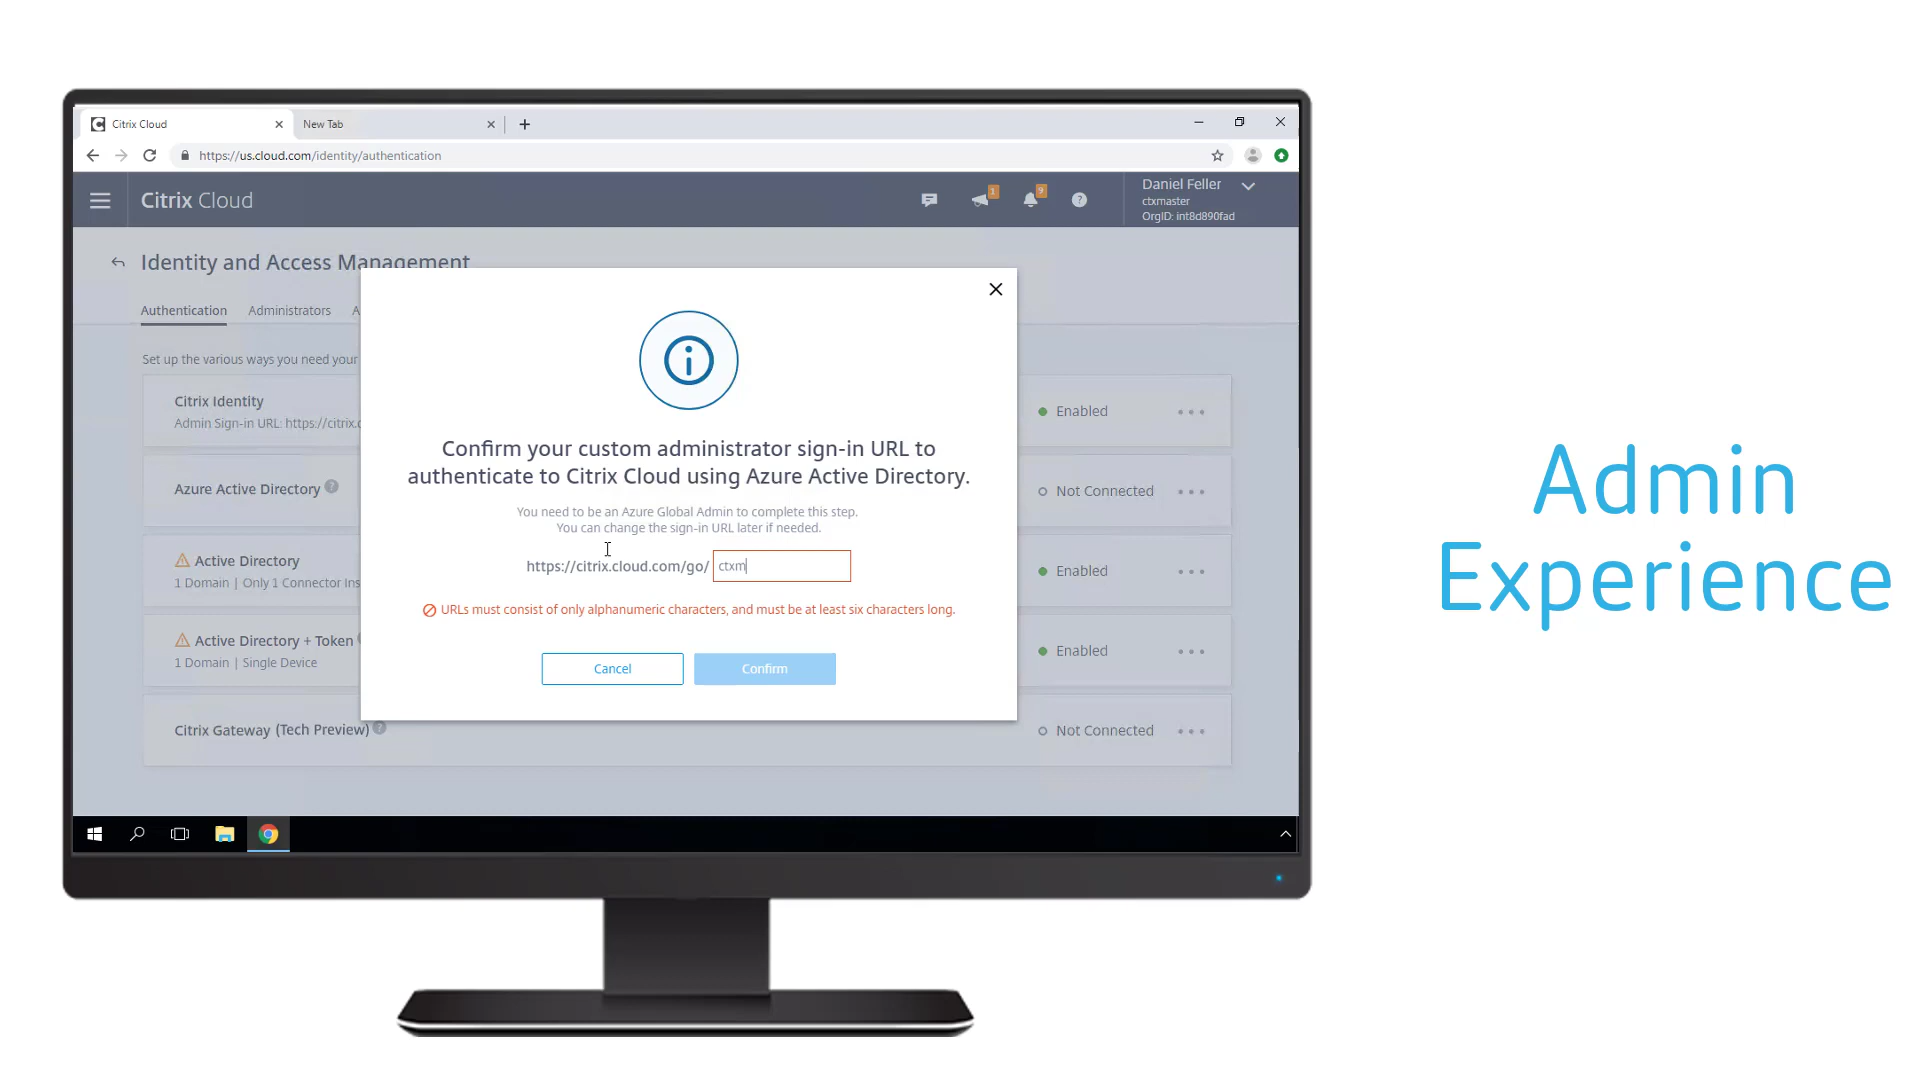 Citrix Cloud
New Tab
https://us.cloud.com/identity/authentication
Citrix Cloud
1
9
Daniel Feller
ctxmaster
OrgID: int8d890fad
Identity and Access Management
Authentication
Administrators
A
Set up the various ways you need your
Citrix Identity
Admin Sign-in URL: https://citrix.c
Enabled
Azure Active Directory
Not Connected
Active Directory
1 Domain | Only 1 Connector Ins
Enabled
Active Directory + Token
1 Domain | Single Device
Enabled
Citrix Gateway (Tech Preview)
Not Connected
Confirm your custom administrator sign-in URL to
authenticate to Citrix Cloud using Azure Active Directory.
You need to be an Azure Global Admin to complete this step.
You can change the sign-in URL later if needed.
https://citrix.cloud.com/go/ ctxm
URLs must consist of only alphanumeric characters, and must be at least six characters long.
Cancel
Confirm
Admin
Experience